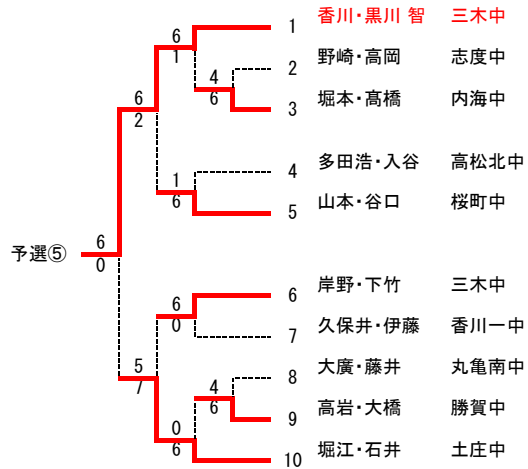 香川・黒川 智 三木中
6
1
1
野崎・高岡 志度中
2
4
6
堀本・髙橋 内海中
3
6
2
多田浩・入谷 高松北中
4
1
6
山本・谷口 桜町中
5
予選⑤
6
0
岸野・下竹 三木中
6
6
0
久保井・伊藤 香川一中
7
5
7
大廣・藤井 丸亀南中
8
4
6
高岩・大橋 勝賀中
9
0
6
堀江・石井 土庄中
10